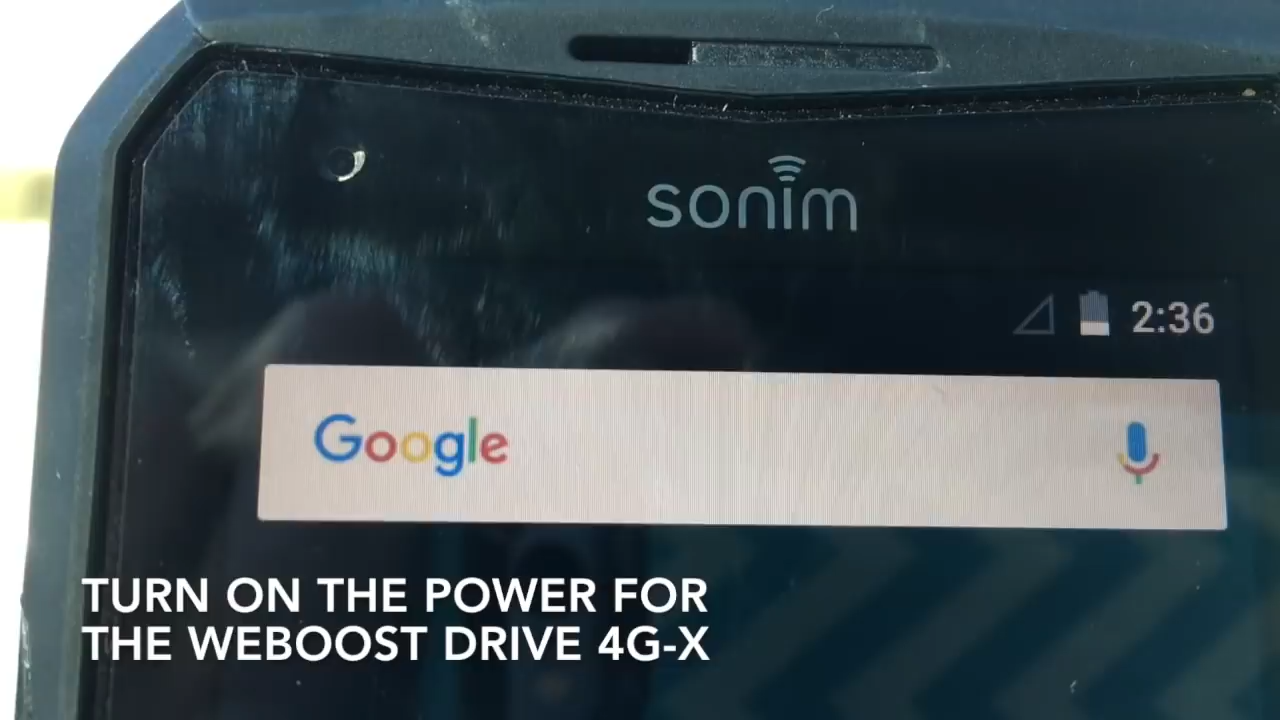 sonim
2:36
Google
TURN ON THE POWER FOR
THE WEBOOST DRIVE 4G-X